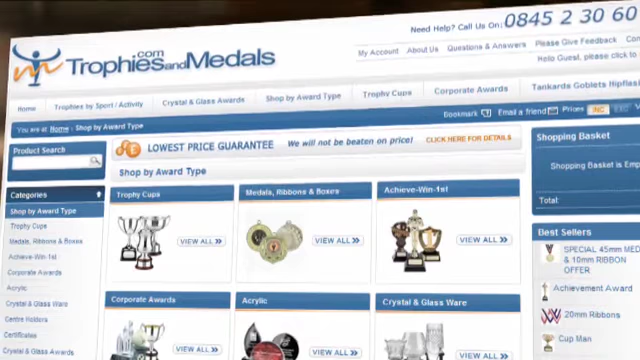 Need Help? Call Us On: 0845 2 30 60
TrophiesandMedals.com
My Account About Us Questions & Answers Please Give Feedback
Hello Guest, please click to
Home Trophies by Sport / Activity Crystal & Glass Awards Shop by Award Type Trophy Cups Corporate Awards Tankards Goblets Hipflas
You are at: Home > Shop by Award Type
Bookmark Email a friend Prices INC EXC
Product Search
LOWEST PRICE GUARANTEE We will not be beaten on price! CLICK HERE FOR DETAILS
Shop by Award Type
Categories
Shop by Award Type
Trophy Cups
Medals, Ribbons & Boxes
Achieve-Win-1st
Corporate Awards
Acrylic
Crystal & Glass Ware
Centre Holders
Certificates
Crystal & Glass Awards
Trophy Cups
VIEW ALL
Medals, Ribbons & Boxes
VIEW ALL
Achieve-Win-1st
VIEW ALL
Corporate Awards
VIEW ALL
Acrylic
VIEW ALL
Crystal & Glass Ware
VIEW ALL
Shopping Basket
Shopping Basket is Emp
Total:
Best Sellers
SPECIAL 45mm MED
& 10mm RIBBON
OFFER
Achievement Award
20mm Ribbons
Cup Man